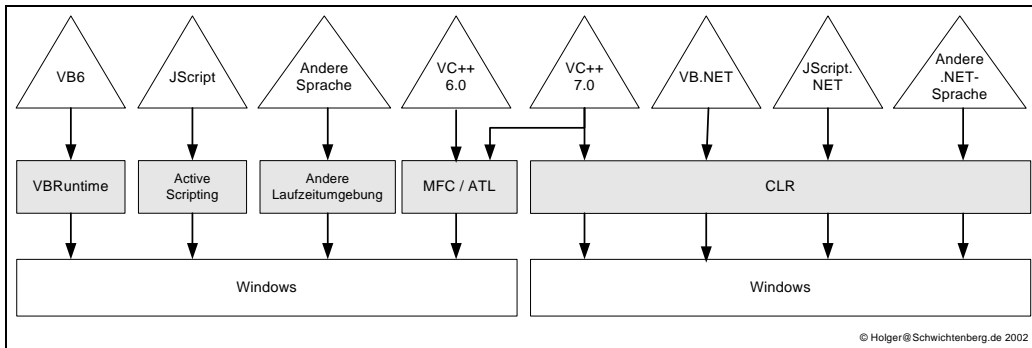 VB6
JScript
Andere
Sprache
VC++
6.0
VC++
7.0
VB.NET
JScript.
NET
Andere
.NET-
Sprache
VBRuntime
Active
Scripting
Andere
Laufzeitumgebung
MFC / ATL
CLR
Windows
Windows
© Holger@Schwichtenberg.de 2002